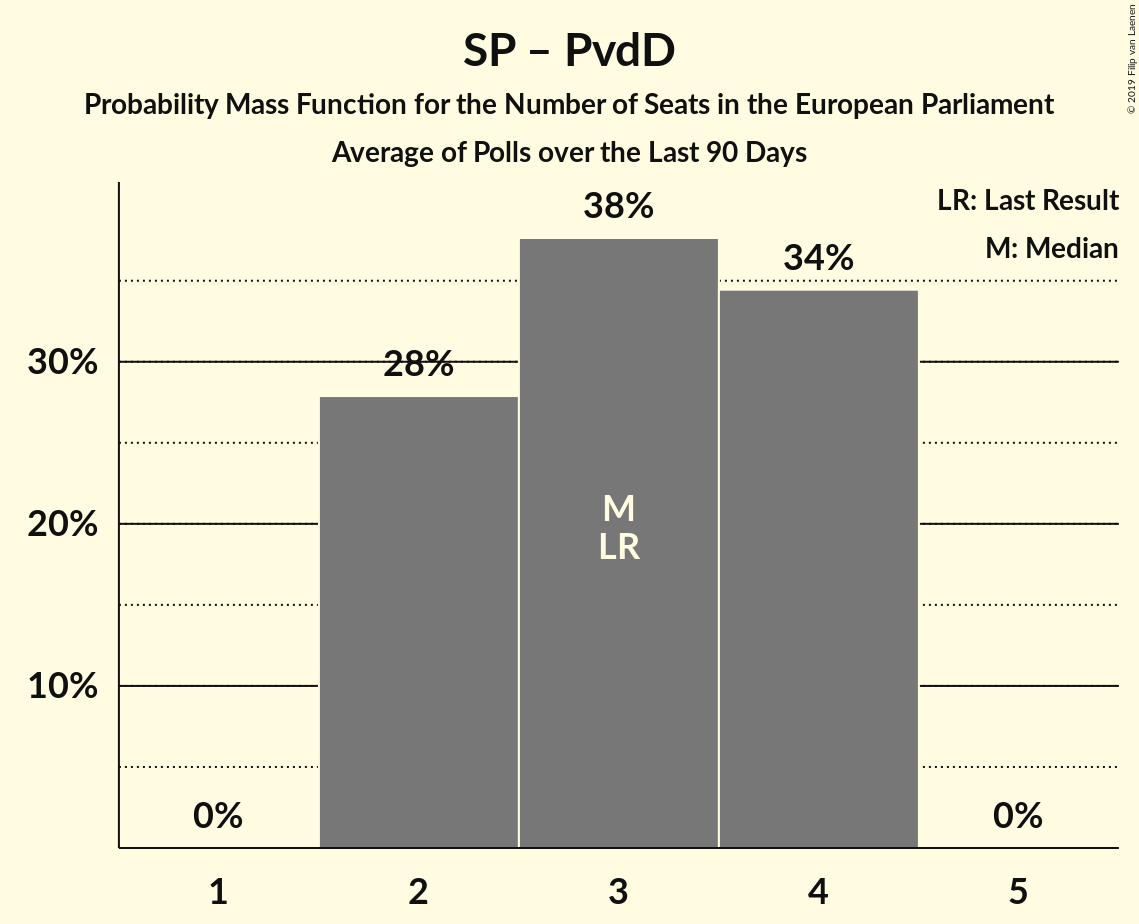 SP – PvdD
Probability Mass Function for the Number of Seats in the European Parliament
Average of Polls over the Last 90 Days
© 2019 Filip van Laenen
LR: Last Result
M: Median
38%
34%
28%
30%
20%
10%
M
LR
0%
0%
1
2
3
4
5